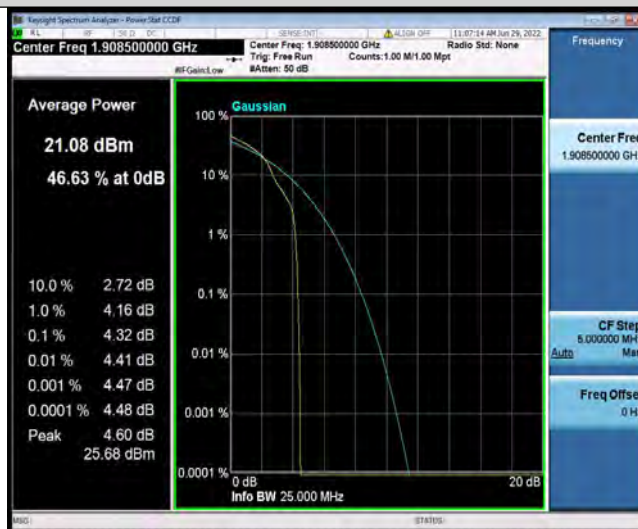 Keysight Spectrum Analyzer - Power Stat CCDF
RL RF 50 Ω DC SENSE:INT ALIGN OFF 11:07:14 AM Jun 29, 2022
Center Freq 1.908500000 GHz
Center Freq: 1.908500000 GHz
Radio Std: None
Trig: Free Run Counts:1.00 M/1.00 Mpt
#IFGain:Low #Atten: 50 dB
Frequency
Average Power
21.08 dBm
46.63 % at 0dB
10.0 % 2.72 dB
1.0 % 4.16 dB
0.1 % 4.32 dB
0.01 % 4.41 dB
0.001 % 4.47 dB
0.0001 % 4.48 dB
Peak 4.60 dB
25.68 dBm
Gaussian
100 %
10 %
1 %
0.1 %
0.01 %
0.001 %
0.0001 %
0 dB
20 dB
Info BW 25.000 MHz
Center Fre
1.908500000 GH
CF Step
5.000000 MH
Auto Ma
Freq Offse
0 H
MSG STATUS